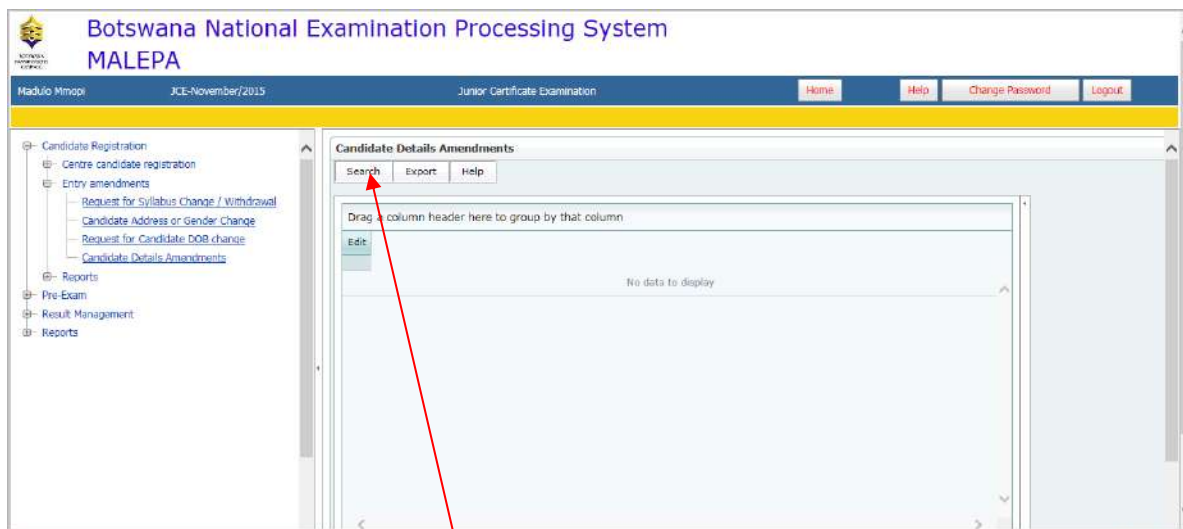 Botswana National Examination Processing System
MALEPA
Madulo Mmopi JCE-November/2015 Junior Certificate Examination Home Help Change Password Logout
Candidate Registration
Centre candidate registration
Entry amendments
Request for Syllabus Change / Withdrawal
Candidate Address or Gender Change
Request for Candidate DOB change
Candidate Details Amendments
Reports
Pre-Exam
Result Management
Reports
Candidate Details Amendments
Search Export Help
Drag a column header here to group by that column
Edit
No data to display